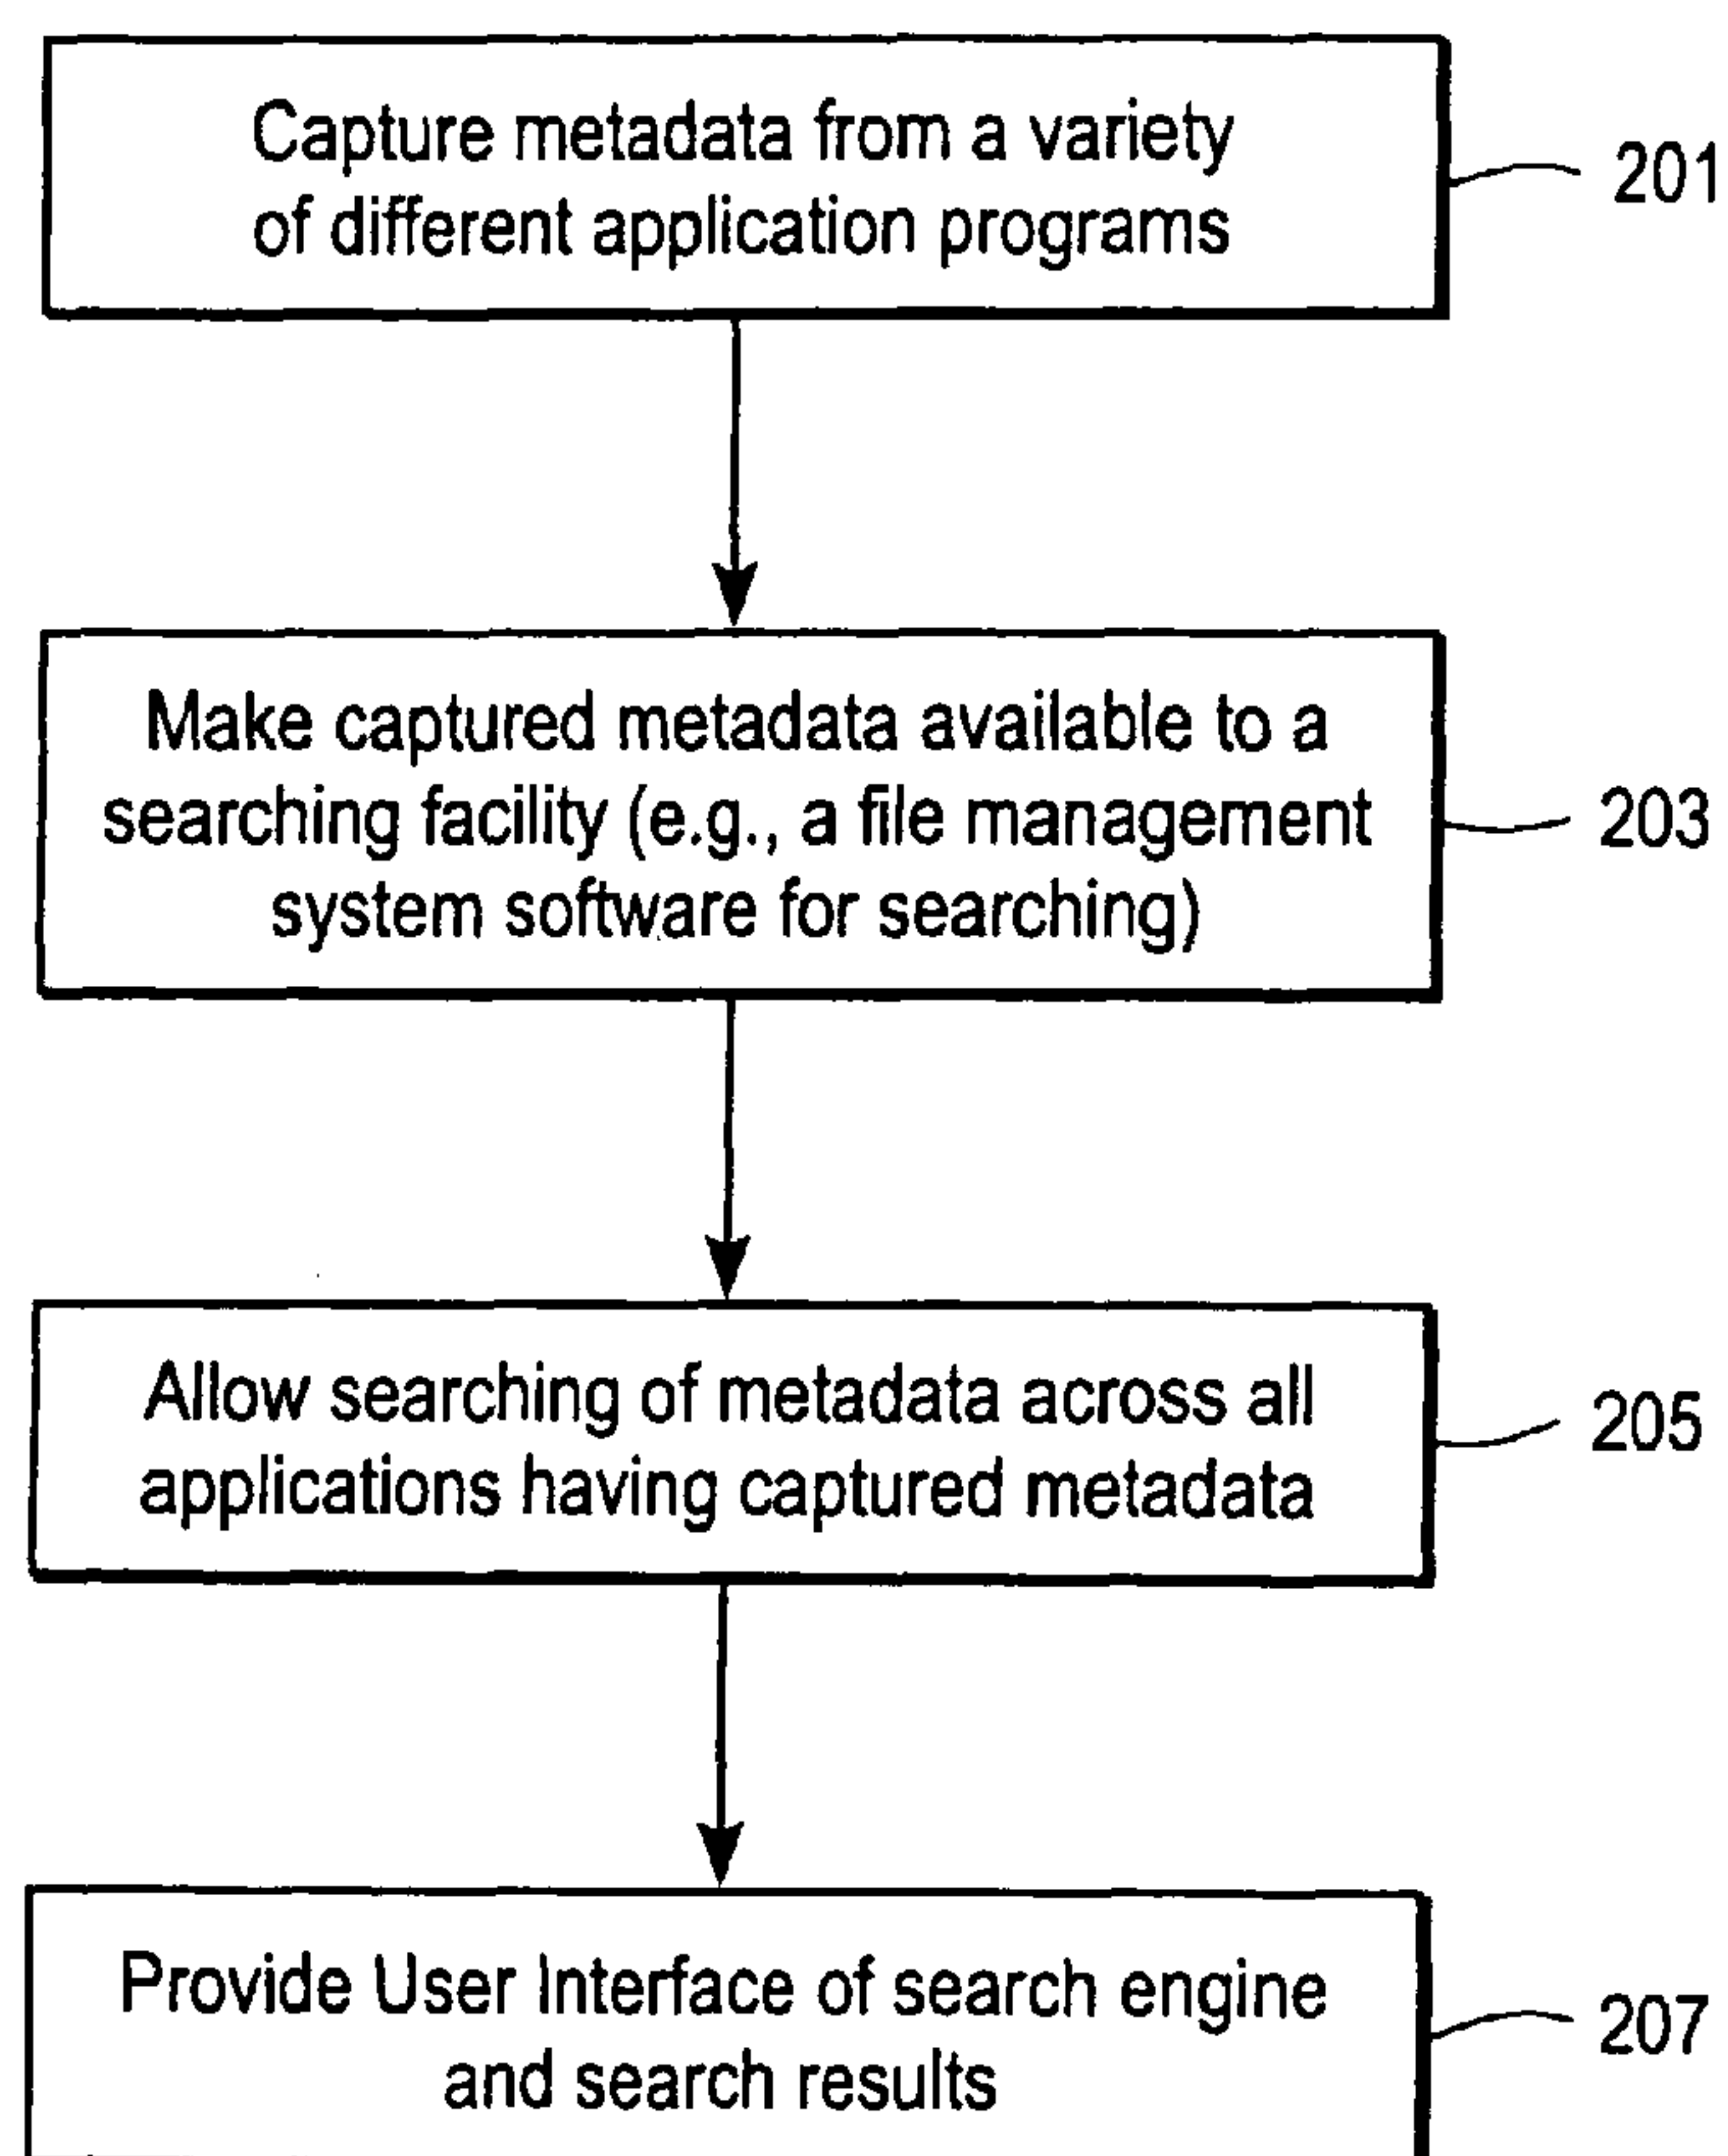 Capture metadata from a variety
of different application programs
201
Make captured metadata available to a
searching facility (e.g., a file management
system software for searching)
203
Allow searching of metadata across all
applications having captured metadata
205
Provide User Interface of search engine
and search results
207